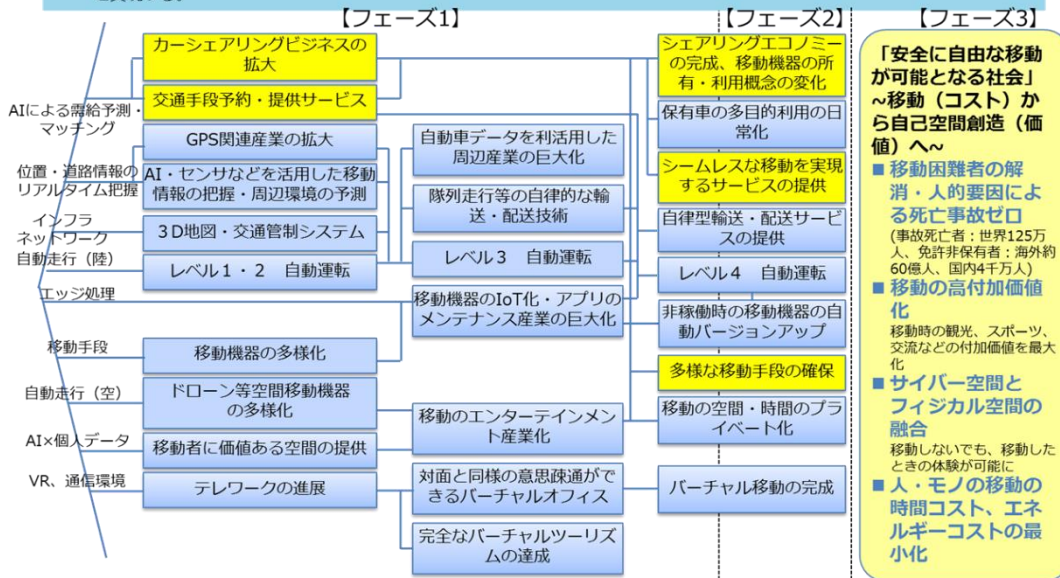 【フェーズ1】
【フェーズ2】
【フェーズ3】
AIによる需給予測・
マッチング
位置・道路情報の
リアルタイム把握
インフラ
ネットワーク
自動走行（陸）
エッジ処理
移動手段
自動走行（空）
AI×個人データ
VR、通信環境
カーシェアリングビジネスの
拡大
交通手段予約・提供サービス
GPS関連産業の拡大
AI・センサなどを活用した移動
情報の把握・周辺環境の予測
３D地図・交通管制システム
レベル１・２　自動運転
移動機器の多様化
ドローン等空間移動機器
の多様化
移動者に価値ある空間の提供
テレワークの進展
自動車データを利活用した
周辺産業の巨大化
隊列走行等の自律的な輸
送・配送技術
レベル３　自動運転
移動機器のIoT化・アプリの
メンテナンス産業の巨大化
移動のエンターテインメン
ト産業化
対面と同様の意思疎通がで
きるバーチャルオフィス
完全なバーチャルツーリズ
ムの達成
シェアリングエコノミー
の完成、移動機器の所
有・利用概念の変化
保有車の多目的利用の日
常化
シームレスな移動を実現
するサービスの提供
自律型輸送・配送サービ
スの提供
レベル４　自動運転
非稼働時の移動機器の自
動バージョンアップ
多様な移動手段の確保
移動の空間・時間のプラ
イベート化
バーチャル移動の完成
「安全に自由な移動
が可能となる社会」
~移動（コスト）か
ら自己空間創造（価
値）へ~
■ 移動困難者の解
消・人的要因によ
る死亡事故ゼロ
(事故死亡者：世界125万
人、免許非保有者：海外約
60億人、国内4千万人)
■ 移動の高付加価値
化
移動時の観光、スポーツ、
交流などの付加価値を最大
化
■ サイバー空間と
フィジカル空間の
融合
移動しないでも、移動した
ときの体験が可能に
■ 人・モノの移動の
時間コスト、エネ
ルギーコストの最
小化